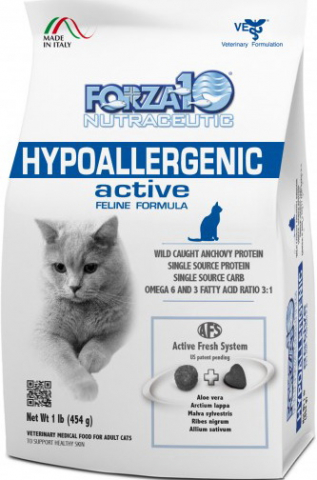 MADE
IN ITALY
VETS
Veterinary Formulation
FORZA10
NUTRACEUTIC
HYPOALLERGENIC
active
FELINE FORMULA
WILD CAUGHT ANCHOVY PROTEIN
SINGLE SOURCE PROTEIN
SINGLE SOURCE CARB
OMEGA 6 AND 3 FATTY ACID RATIO 3:1
AFS
Active Fresh System
US patent pending
Aloe vera
Arctium lappa
Malva sylvestris
Ribes nigrum
Allium sativum
Net Wt 1 lb (454 g)
VETERINARY MEDICAL FOOD FOR ADULT CATS
TO SUPPORT HEALTHY SKIN